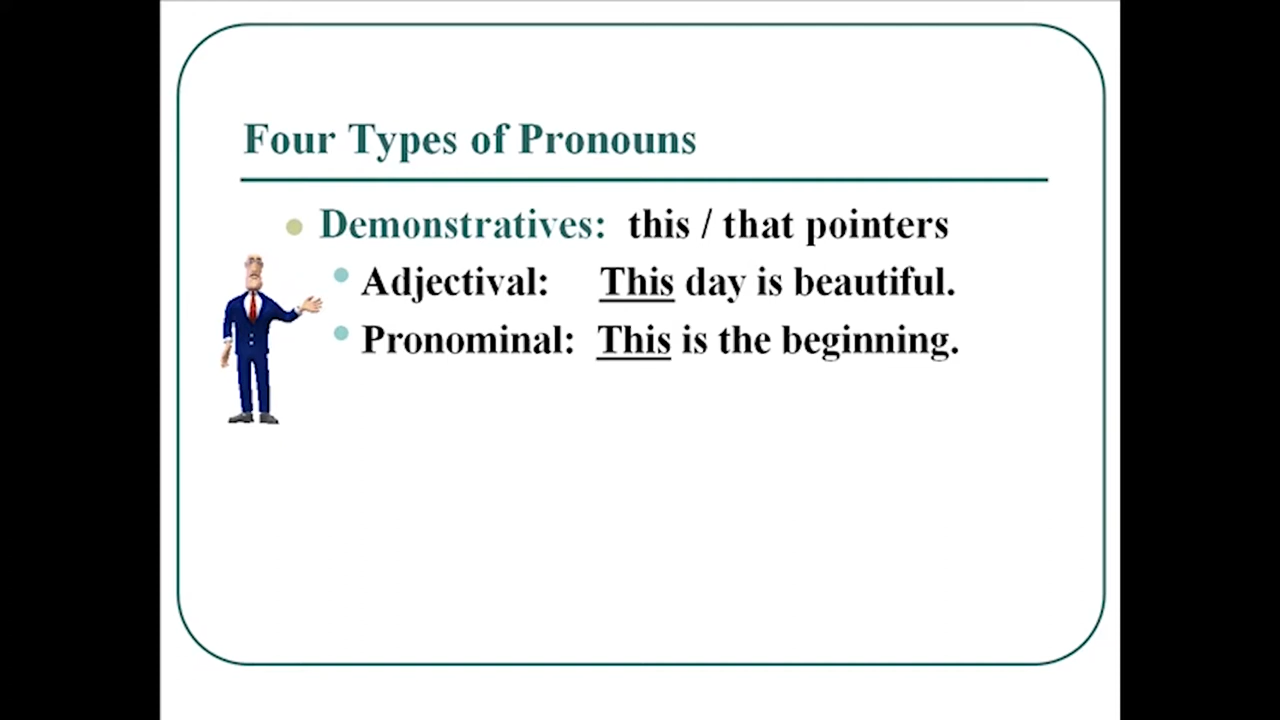 Four Types of Pronouns
Demonstratives: this / that pointers
Adjectival: This day is beautiful.
Pronominal: This is the beginning.